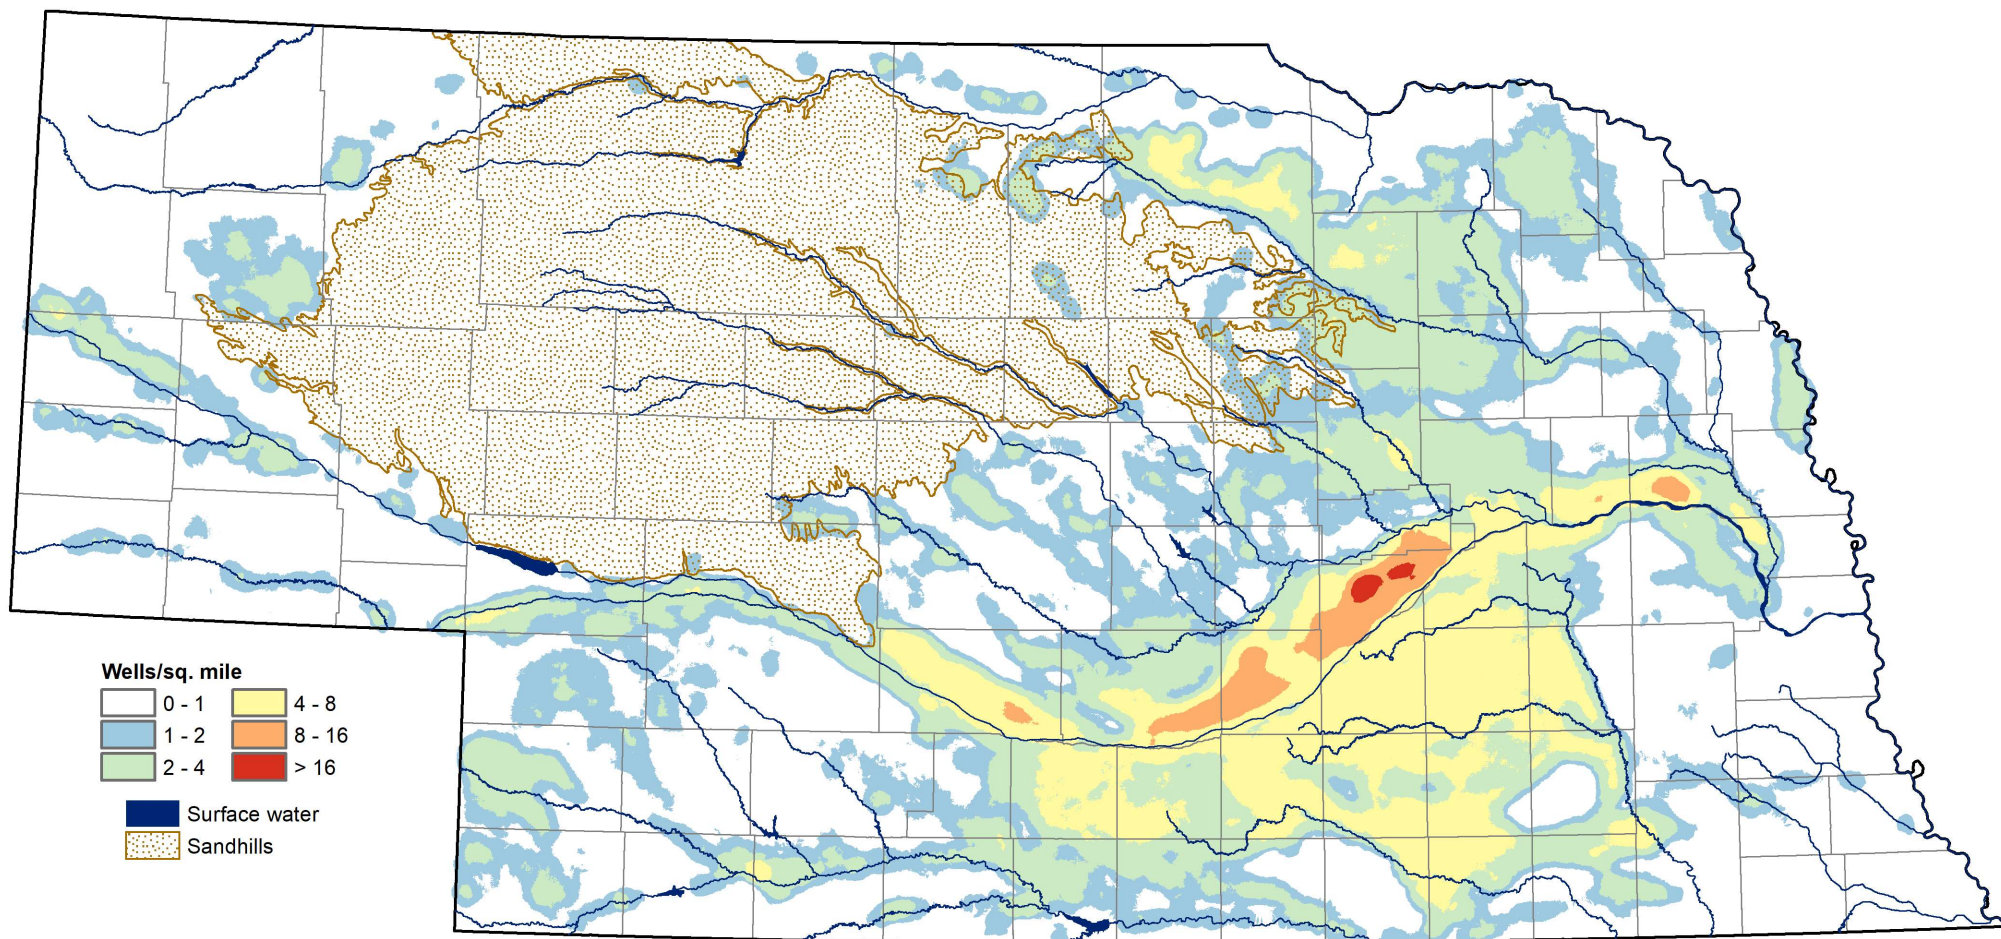 Wells/sq. mile
0 - 1 4 - 8
1 - 2 8 - 16
2 - 4 > 16
Surface water
Sandhills